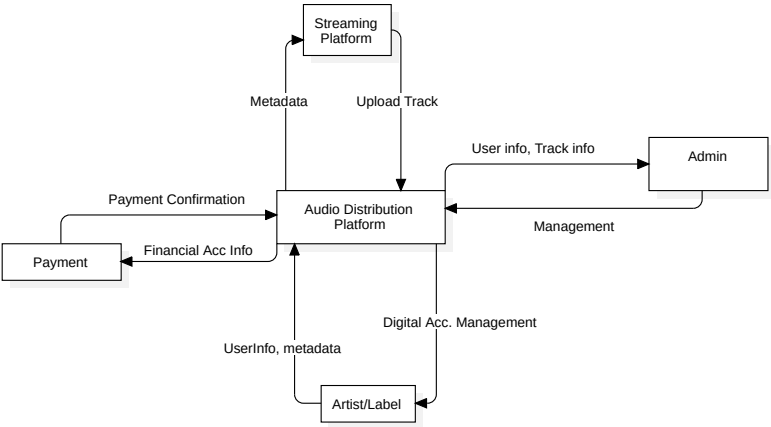 Streaming
Platform
Metadata
Upload Track
User info, Track info
Admin
Payment Confirmation
Audio Distribution
Platform
Management
Financial Acc Info
Payment
Digital Acc. Management
UserInfo, metadata
Artist/Label